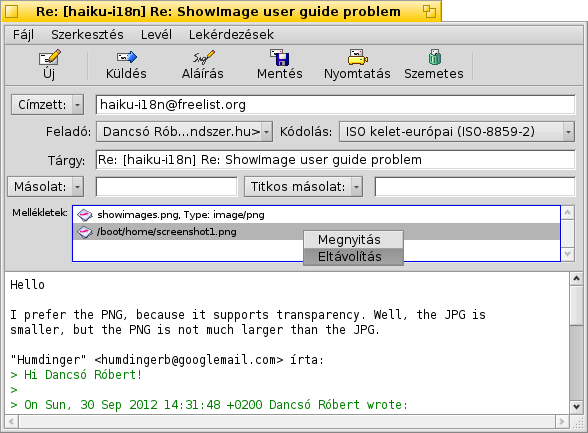 Re: [haiku-i18n] Re: ShowImage user guide problem
Fájl Szerkesztés Levél Lekérdezések
Új Küldés Aláírás Mentés Nyomtatás Szemetes
Címzett: haiku-i18n@freelist.org
Feladó: Dancsó Rób...ndszer.hu> Kódolás: ISO kelet-európai (ISO-8859-2)
Tárgy: Re: [haiku-i18n] Re: ShowImage user guide problem
Másolat: Titkos másolat:
Mellékletek: showimages.png, Type: image/png
/boot/home/screenshot1.png
Megnyitás
Eltávolítás
Hello
I prefer the PNG, because it supports transparency. Well, the JPG is
smaller, but the PNG is not much larger than the JPG.
"Humdinger" <humdingerb@googlemail.com> írta:
> Hi Dancsó Róbert!
>
> On Sun, 30 Sep 2012 14:31:48 +0200 Dancsó Róbert wrote: